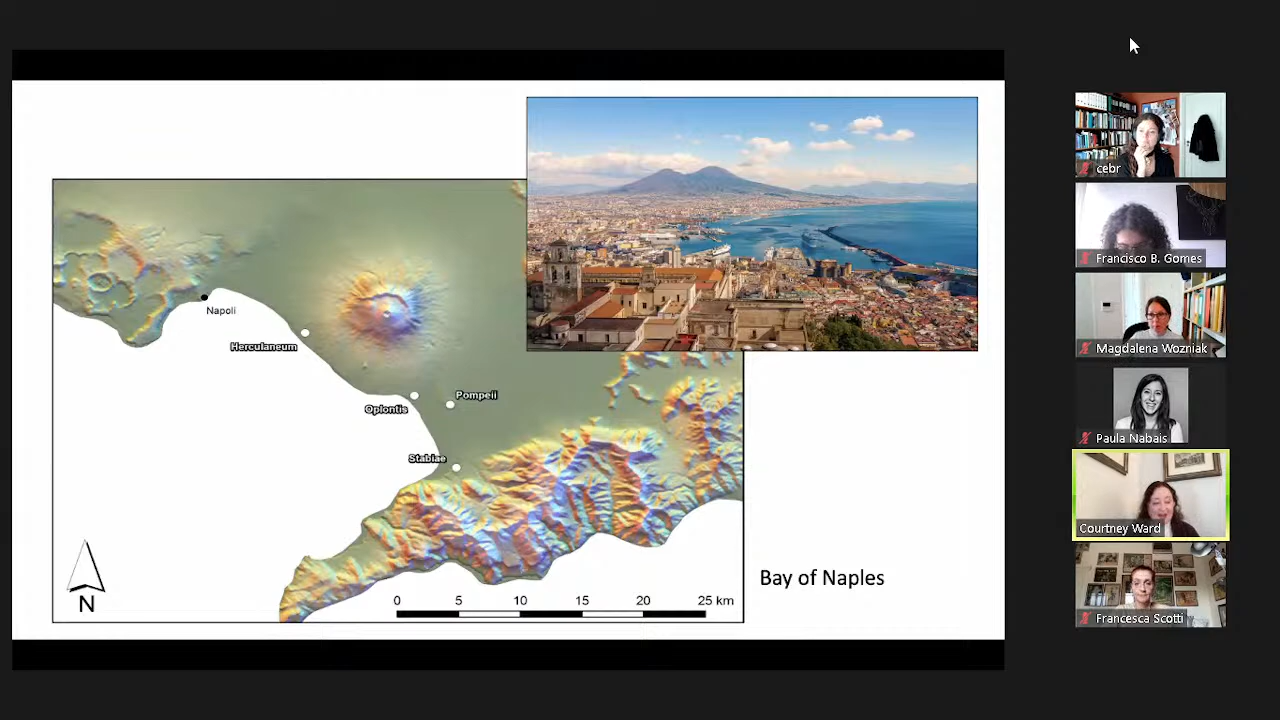 Napoli
Herculaneum
Pompeii
Oplontis
Stabiae
N
0 5 10 15 20 25 km
Bay of Naples
cebr
Francisco B. Gomes
Magdalena Wozniak
Paula Nabais
Courtney Ward
Francesca Scotti